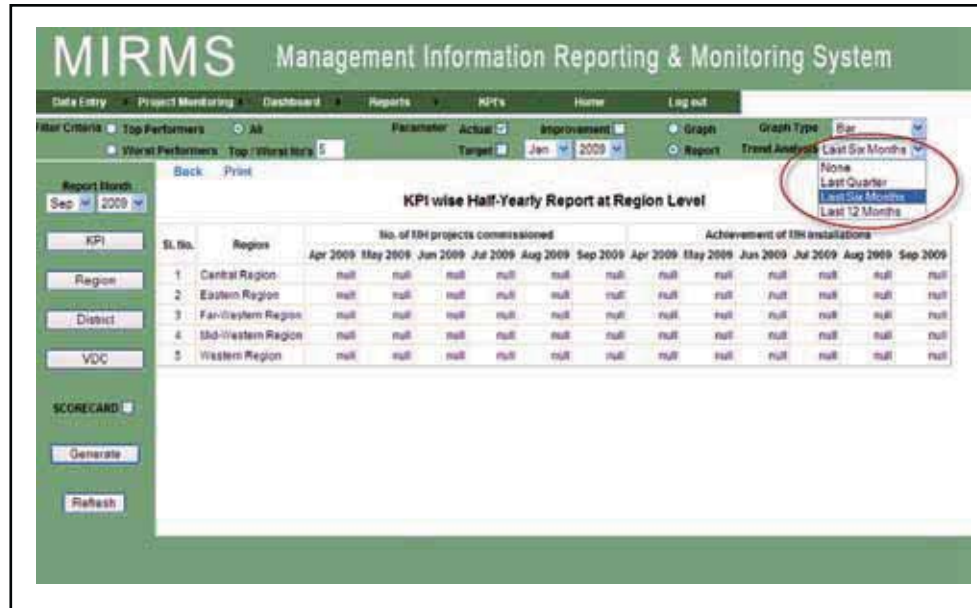 MIRMS Management Information Reporting & Monitoring System
Data Entry Project Monitoring Dashboard Reports KPI's Home Log out
Filter Criteria Top Performers All Parameter Actual Improvement Graph Graph Type Bar
Worst Performers Top / Worst No's 5 Target Jan 2009 Report Trend Analysis Last Six Months
None
Last Quarter
Last Six Months
Last 12 Months
Back Print
Report Month
Sep 2009
KPI wise Half-Yearly Report at Region Level
KPI
Region
District
VDC
SCORECARD
Generate
Refresh
Sl. No. Region No. of MH projects commissioned Achievement of MH installations
Apr 2009 May 2009 Jun 2009 Jul 2009 Aug 2009 Sep 2009 Apr 2009 May 2009 Jun 2009 Jul 2009 Aug 2009 Sep 2009
1 Central Region null null null null null null null null null null null null
2 Eastern Region null null null null null null null null null null null null
3 Far-Western Region null null null null null null null null null null null null
4 Mid-Western Region null null null null null null null null null null null null
5 Western Region null null null null null null null null null null null null